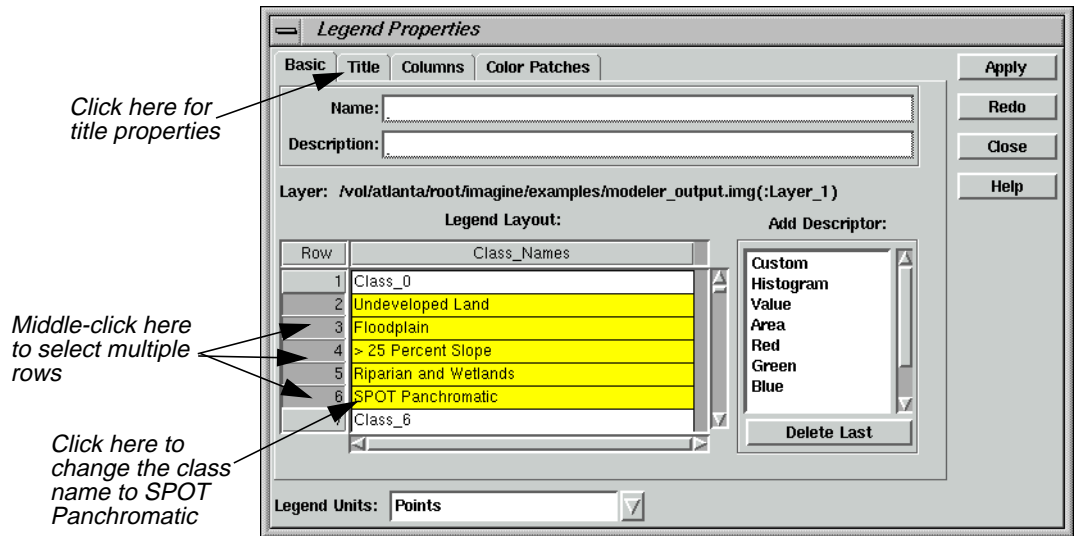 Legend Properties
Basic Title Columns Color Patches
Apply
Click here for
title properties
Name:
Redo
Description:
Close
Layer: /vol/atlanta/root/imagine/examples/modeler_output.img(:Layer_1)
Help
Legend Layout:
Add Descriptor:
Row Class_Names
1 Class_0
2 Undeveloped Land
3 Floodplain
4 > 25 Percent Slope
5 Riparian and Wetlands
6 SPOT Panchromatic
7 Class_6
Custom
Histogram
Value
Area
Red
Green
Blue
Delete Last
Middle-click here
to select multiple
rows
Click here to
change the class
name to SPOT
Panchromatic
Legend Units: Points